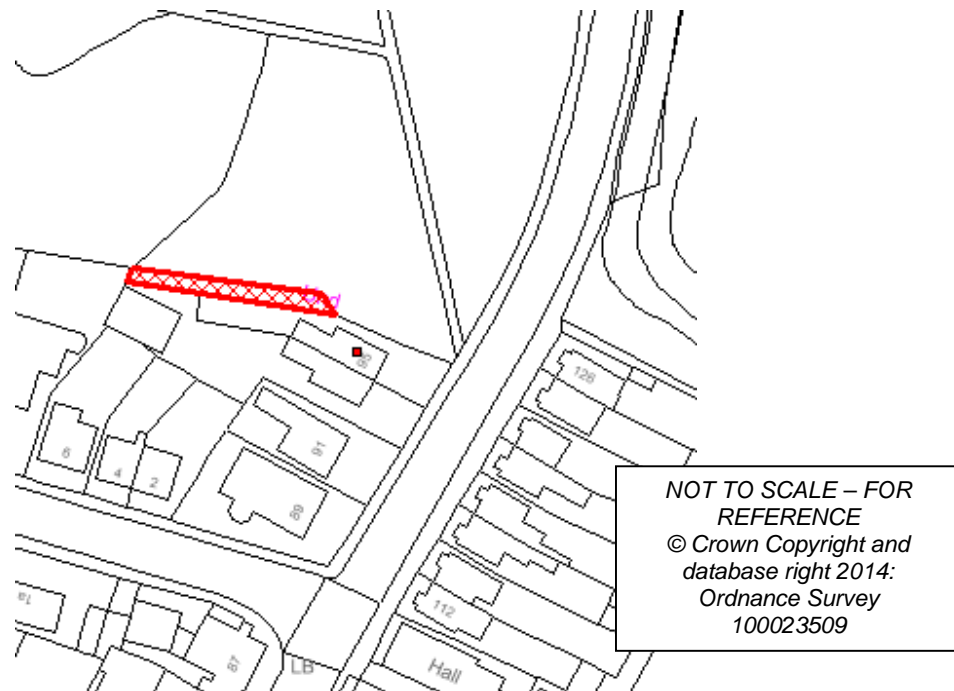 126
91
6
4
2
89
NOT TO SCALE – FOR
REFERENCE
© Crown Copyright and
database right 2014:
Ordnance Survey
100023509
1a
112
87
LB
Hall